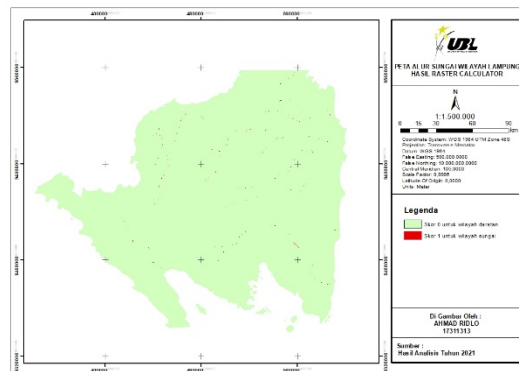 400000
500000
UBL
PETA ALUR SUNGAI WILAYAH LAMPUNG
HASIL RASTER CALCULATOR
N
1:1.500.000
0 15 30 60 90
Km
Coordinate System: WGS 1984 UTM Zone 48S
Projection: Transverse Mercator
Datum: WGS 1984
False Easting: 500.000,0000
False Northing: 10.000.000,0000
Scale Factor: 0,9996
Latitude Of Origin: 0,0000
Units: Meter
Legenda
Skor 0 untuk wilayah daratan
Skor 1 untuk wilayah sungai
Di Gambar Oleh :
AHMAD RIDLO
17311313
Sumber :
Hasil Analisis Tahun 2021